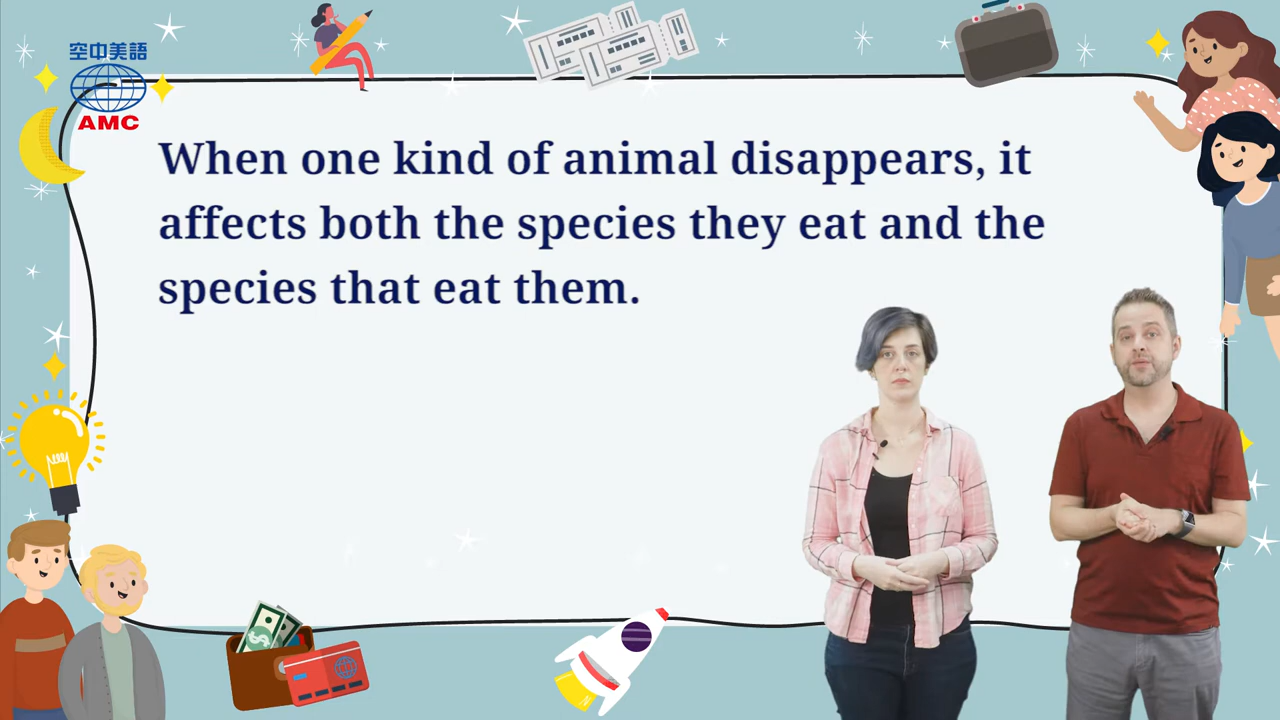 空中美語
AMC
When one kind of animal disappears, it
affects both the species they eat and the
species that eat them.